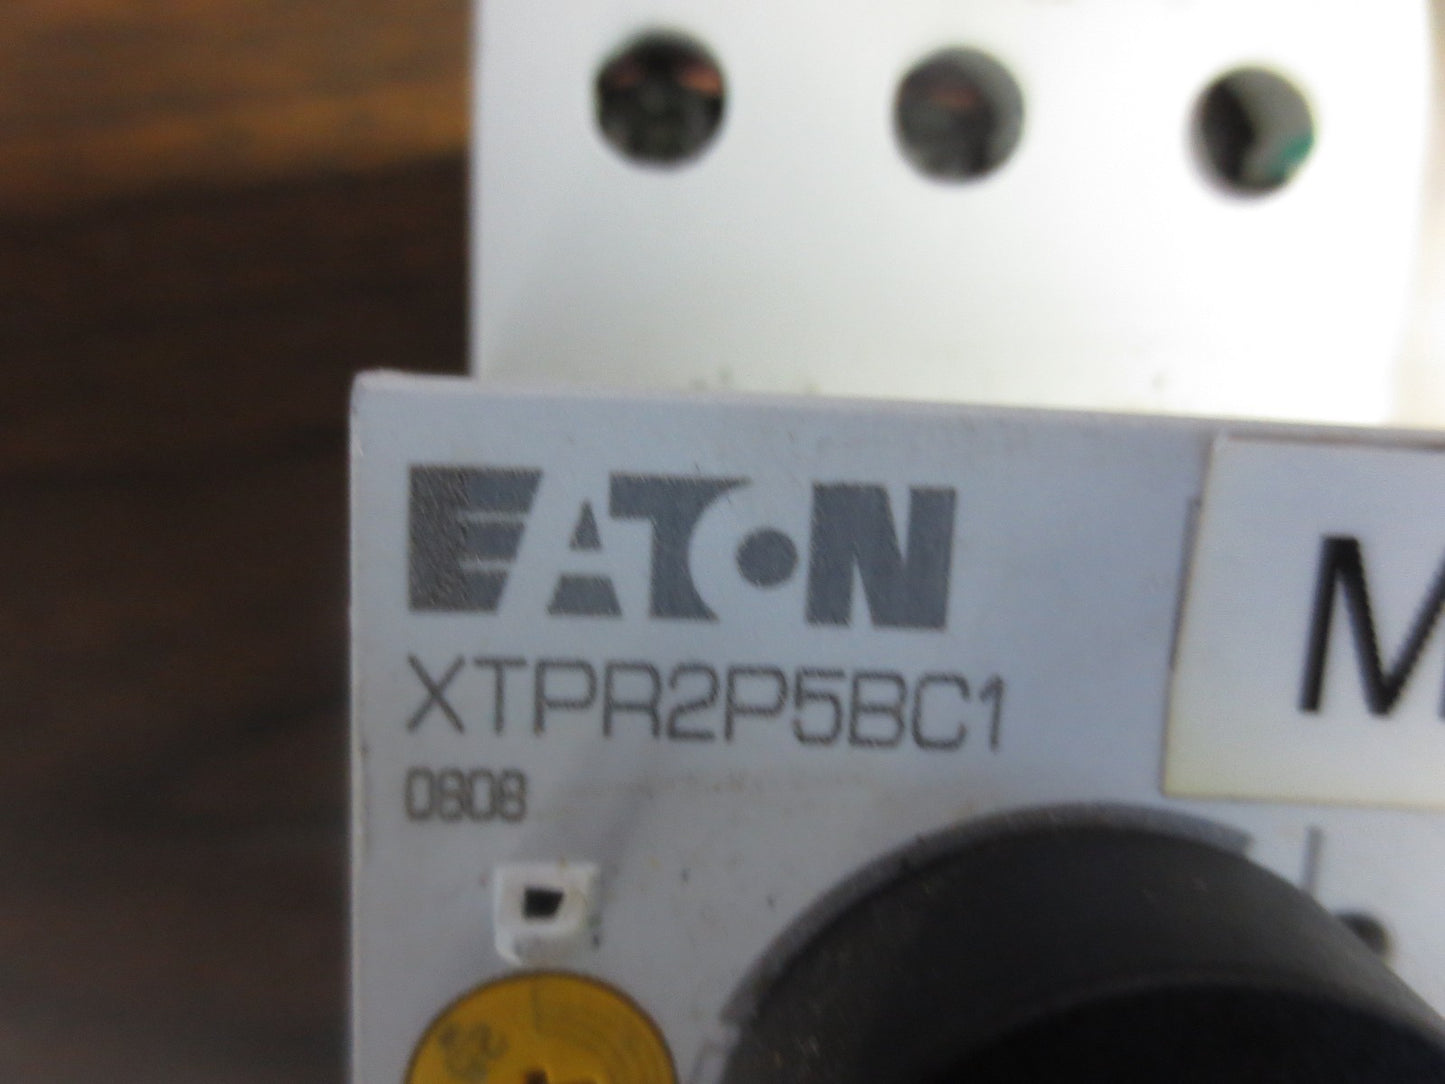 EATON
XTPR2P5BC1
0808
M